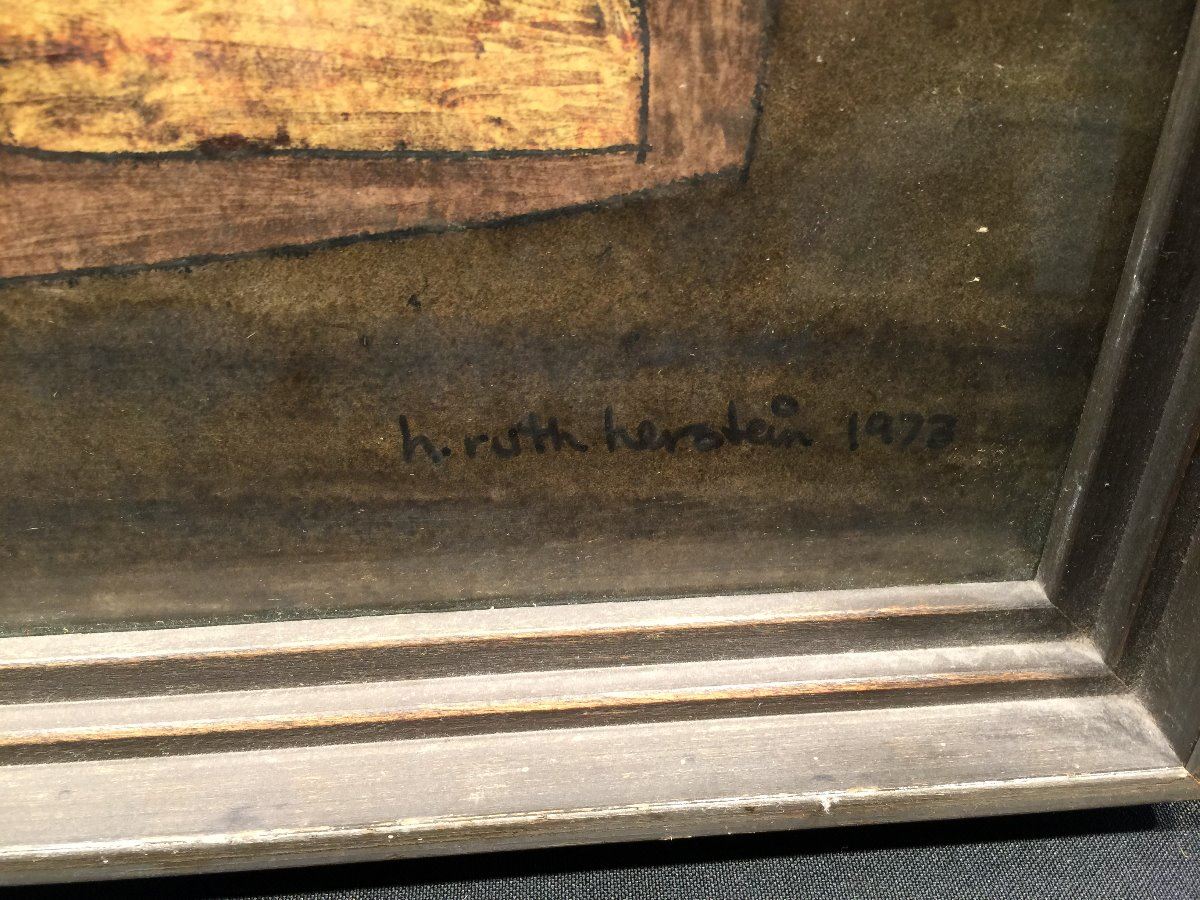 h. ruth herstein 1973